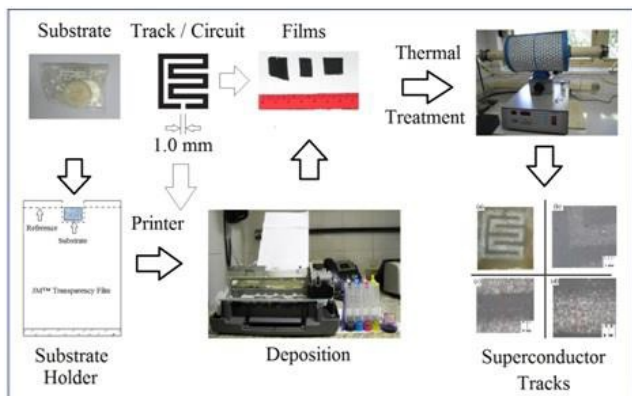 Substrate
Track / Circuit
Films
Thermal
Treatment
1.0 mm
Reference
Substrate
Printer
3M™ Transparency Film
Substrate
Holder
Deposition
(a)
(b)
(c)
(d)
Superconductor
Tracks